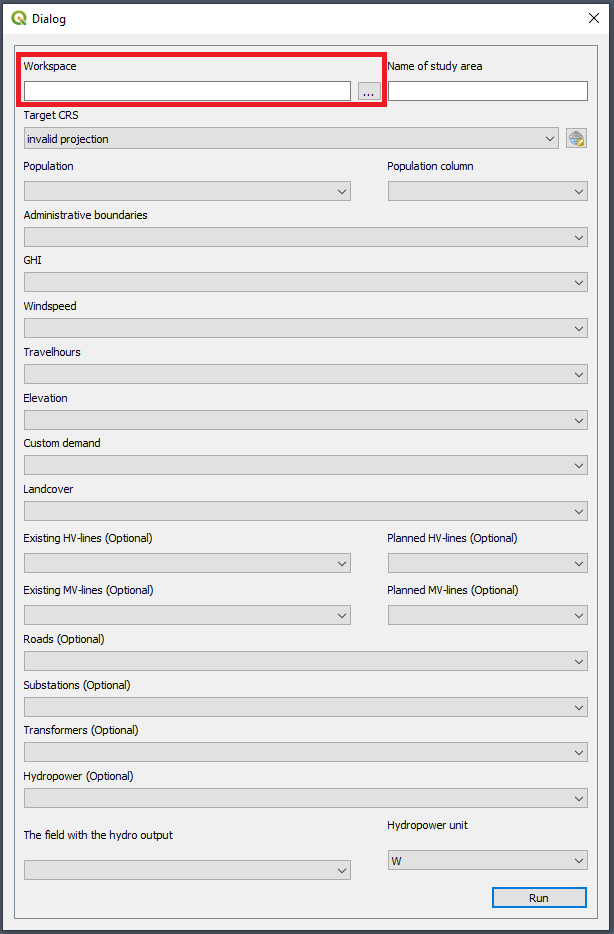 Dialog
Workspace
Name of study area
...
Target CRS
invalid projection
Population
Population column
Administrative boundaries
GHI
Windspeed
Travelhours
Elevation
Custom demand
Landcover
Existing HV-lines (Optional)
Planned HV-lines (Optional)
Existing MV-lines (Optional)
Planned MV-lines (Optional)
Roads (Optional)
Substations (Optional)
Transformers (Optional)
Hydropower (Optional)
The field with the hydro output
Hydropower unit
W
Run